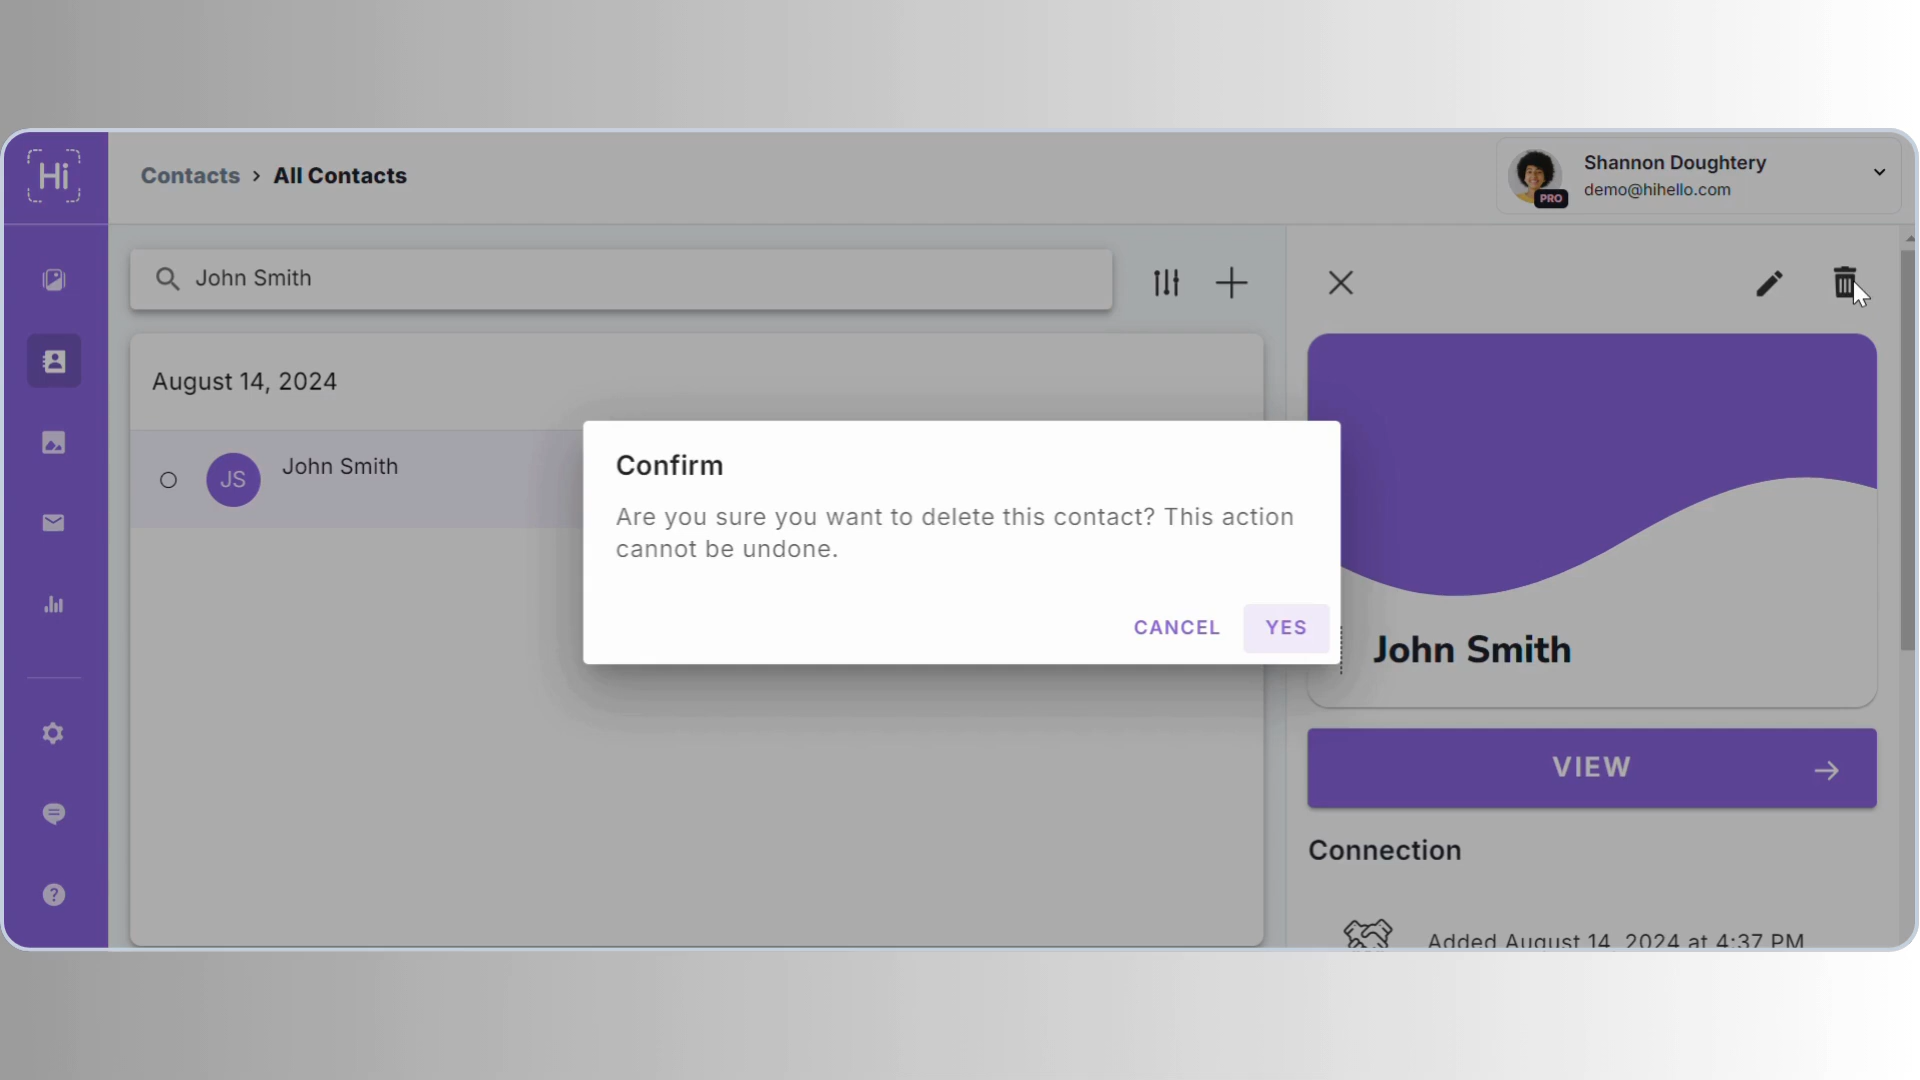 Hi
Contacts › All Contacts
Shannon Doughtery
demo@hihello.com
PRO
John Smith
August 14, 2024
JS
John Smith
Confirm
Are you sure you want to delete this contact? This action
cannot be undone.
CANCEL
YES
John Smith
VIEW
Connection
Added August 14, 2024 at 4:37 PM